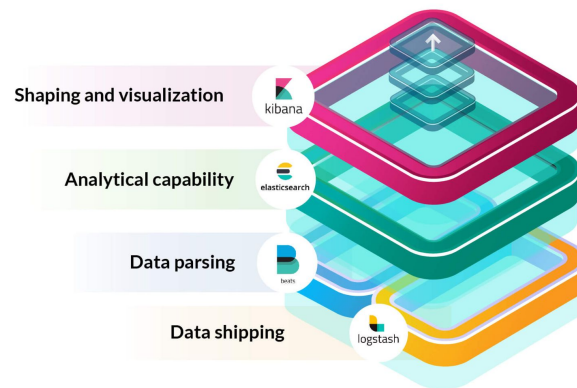 Shaping and visualization
kibana
Analytical capability
elasticsearch
Data parsing
beats
Data shipping
logstash